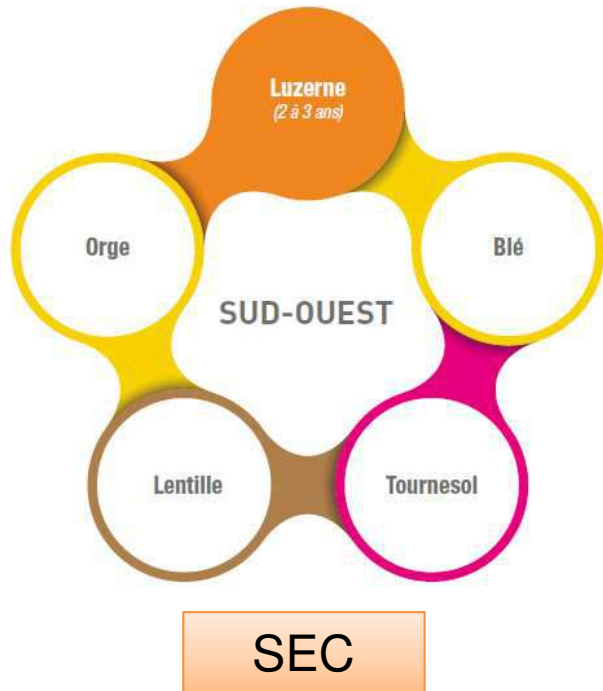 Luzerne
(2 à 3 ans)
Orge
Blé
SUD-OUEST
Lentille
Tournesol
SEC